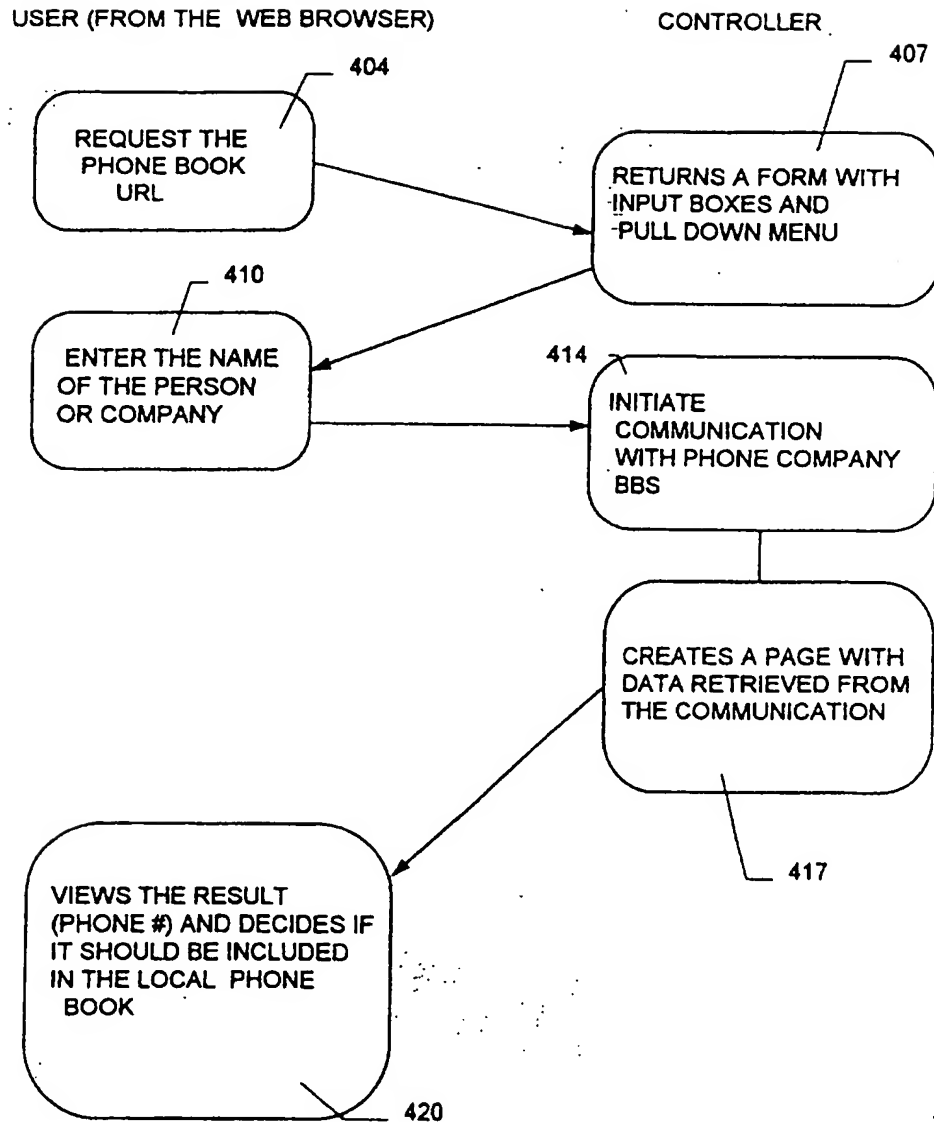 USER (FROM THE WEB BROWSER)
CONTROLLER
404
407
REQUEST THE
PHONE BOOK
URL
RETURNS A FORM WITH
INPUT BOXES AND
PULL DOWN MENU
410
ENTER THE NAME
OF THE PERSON
OR COMPANY
414
INITIATE
COMMUNICATION
WITH PHONE COMPANY
BBS
CREATES A PAGE WITH
DATA RETRIEVED FROM
THE COMMUNICATION
417
VIEWS THE RESULT
(PHONE #) AND DECIDES IF
IT SHOULD BE INCLUDED
IN THE LOCAL PHONE
BOOK
420